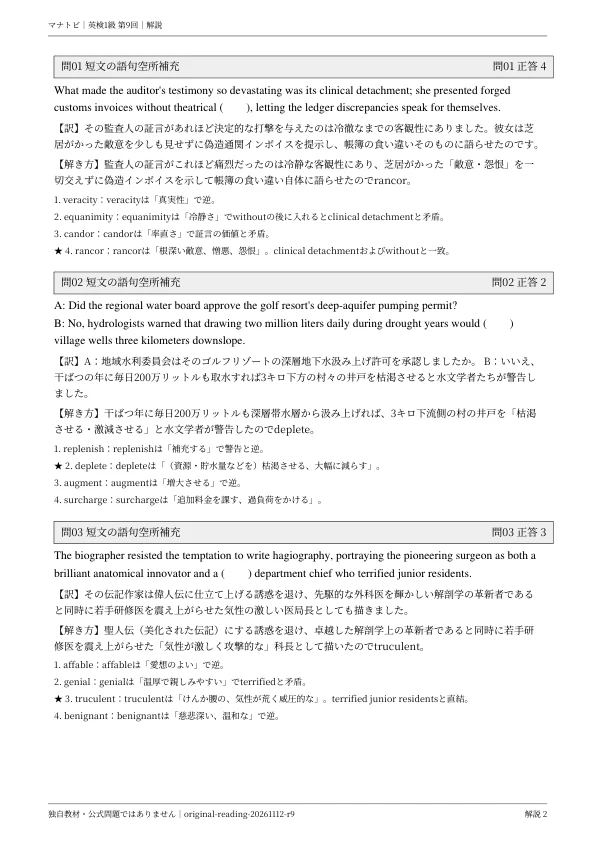 マナトビ｜英検1級 第9回｜解説
問01 短文の語句空所補充 問01 正答 4
What made the auditor's testimony so devastating was its clinical detachment; she presented forged
customs invoices without theatrical (　　), letting the ledger discrepancies speak for themselves.
【訳】その監査人の証言があれほど決定的な打撃を与えたのは冷徹なまでの客観性にありました。彼女は芝
居がかった敵意を少しも見せずに偽造通関インボイスを提示し、帳簿の食い違いそのものに語らせたのです。
【解き方】監査人の証言がこれほど痛烈だったのは冷静な客観性にあり、芝居がかった「敵意・怨恨」を一
切交えずに偽造インボイスを示して帳簿の食い違い自体に語らせたのでrancor。
1. veracity：veracityは「真実性」で逆。
2. equanimity：equanimityは「冷静さ」でwithoutの後に入れるとclinical detachmentと矛盾。
3. candor：candorは「率直さ」で証言の価値と矛盾。
★ 4. rancor：rancorは「根深い敵意、憎悪、怨恨」。clinical detachmentおよびwithoutと一致。
問02 短文の語句空所補充 問02 正答 2
A: Did the regional water board approve the golf resort's deep-aquifer pumping permit?
B: No, hydrologists warned that drawing two million liters daily during drought years would (　　)
village wells three kilometers downslope.
【訳】A：地域水利委員会はそのゴルフリゾートの深層地下水汲み上げ許可を承認しましたか。 B：いいえ、
干ばつの年に毎日200万リットルも取水すれば3キロ下方の村々の井戸を枯渇させると水文学者たちが警告し
ました。
【解き方】干ばつ年に毎日200万リットルも深層帯水層から汲み上げれば、3キロ下流側の村の井戸を「枯渇
させる・激減させる」と水文学者が警告したのでdeplete。
1. replenish：replenishは「補充する」で警告と逆。
★ 2. deplete：depleteは「（資源・貯水量などを）枯渇させる、大幅に減らす」。
3. augment：augmentは「増大させる」で逆。
4. surcharge：surchargeは「追加料金を課す、過負荷をかける」。
問03 短文の語句空所補充 問03 正答 3
The biographer resisted the temptation to write hagiography, portraying the pioneering surgeon as both a
brilliant anatomical innovator and a (　　) department chief who terrified junior residents.
【訳】その伝記作家は偉人伝に仕立て上げる誘惑を退け、先駆的な外科医を輝かしい解剖学の革新者である
と同時に若手研修医を震え上がらせた気性の激しい医局長としても描きました。
【解き方】聖人伝（美化された伝記）にする誘惑を退け、卓越した解剖学上の革新者であると同時に若手研
修医を震え上がらせた「気性が激しく攻撃的な」科長として描いたのでtruculent。
1. affable：affableは「愛想のよい」で逆。
2. genial：genialは「温厚で親しみやすい」でterrifiedと矛盾。
★ 3. truculent：truculentは「けんか腰の、気性が荒く威圧的な」。terrified junior residentsと直結。
4. benignant：benignantは「慈悲深い、温和な」で逆。
独自教材・公式問題ではありません｜original-reading-20261112-r9 解説 2